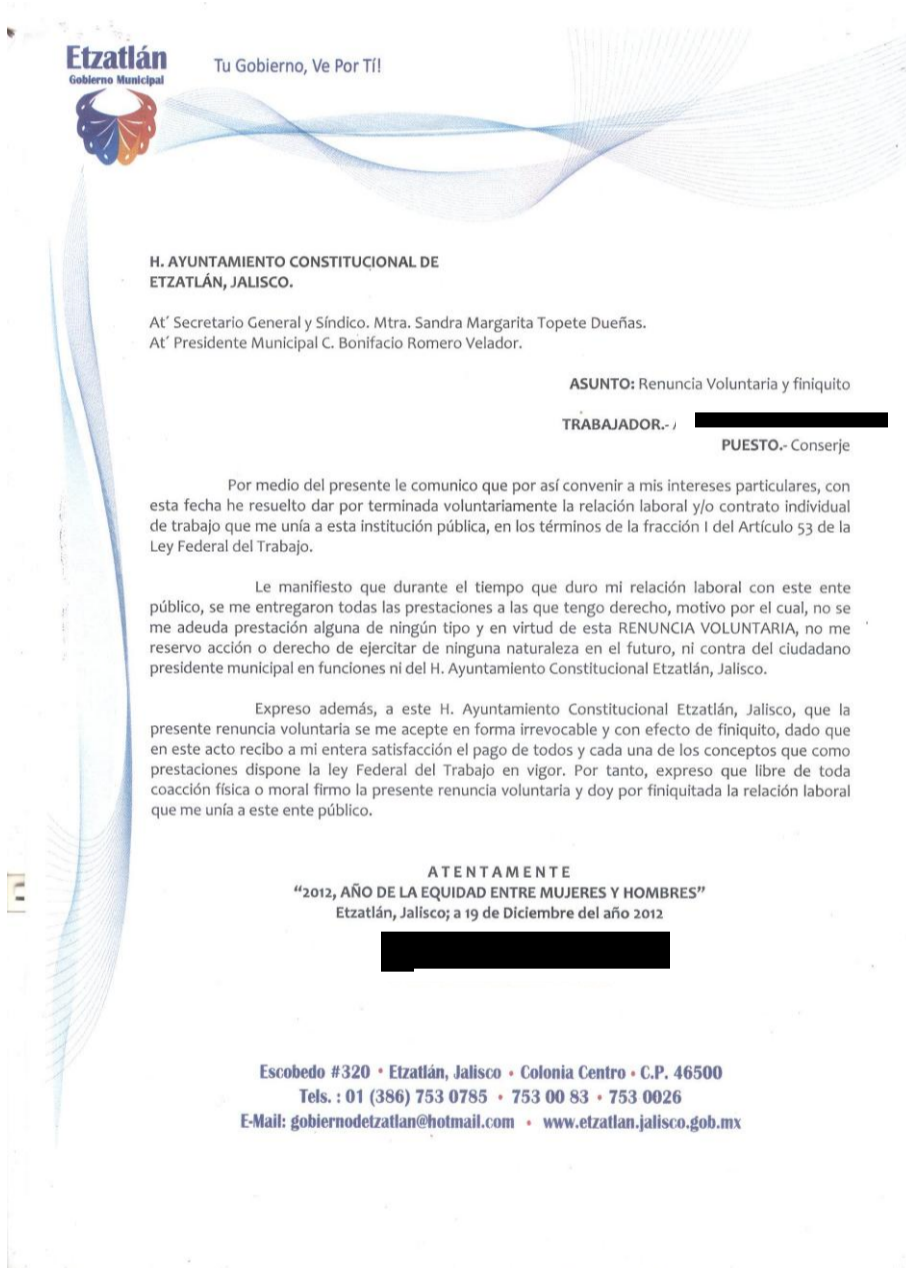 Etzatlán
Gobierno Municipal
Tu Gobierno, Ve Por Tí!
H. AYUNTAMIENTO CONSTITUCIONAL DE
ETZATLÁN, JALISCO.
At´ Secretario General y Síndico. Mtra. Sandra Margarita Topete Dueñas.
At´ Presidente Municipal C. Bonifacio Romero Velador.
ASUNTO: Renuncia Voluntaria y finiquito
TRABAJADOR.-
PUESTO.- Conserje
Por medio del presente le comunico que por así convenir a mis intereses particulares, con
esta fecha he resuelto dar por terminada voluntariamente la relación laboral y/o contrato individual
de trabajo que me unía a esta institución pública, en los términos de la fracción I del Artículo 53 de la
Ley Federal del Trabajo.
Le manifiesto que durante el tiempo que duro mi relación laboral con este ente
público, se me entregaron todas las prestaciones a las que tengo derecho, motivo por el cual, no se
me adeuda prestación alguna de ningún tipo y en virtud de esta RENUNCIA VOLUNTARIA, no me
reservo acción o derecho de ejercitar de ninguna naturaleza en el futuro, ni contra del ciudadano
presidente municipal en funciones ni del H. Ayuntamiento Constitucional Etzatlán, Jalisco.
Expreso además, a este H. Ayuntamiento Constitucional Etzatlán, Jalisco, que la
presente renuncia voluntaria se me acepte en forma irrevocable y con efecto de finiquito, dado que
en este acto recibo a mi entera satisfacción el pago de todos y cada una de los conceptos que como
prestaciones dispone la ley Federal del Trabajo en vigor. Por tanto, expreso que libre de toda
coacción física o moral firmo la presente renuncia voluntaria y doy por finiquitada la relación laboral
que me unía a este ente público.
A T E N T A M E N T E
“2012, AÑO DE LA EQUIDAD ENTRE MUJERES Y HOMBRES”
Etzatlán, Jalisco; a 19 de Diciembre del año 2012
Escobedo #320 • Etzatlán, Jalisco • Colonia Centro • C.P. 46500
Tels. : 01 (386) 753 0785 • 753 00 83 • 753 0026
E-Mail: gobiernodetzatlan@hotmail.com • www.etzatlan.jalisco.gob.mx